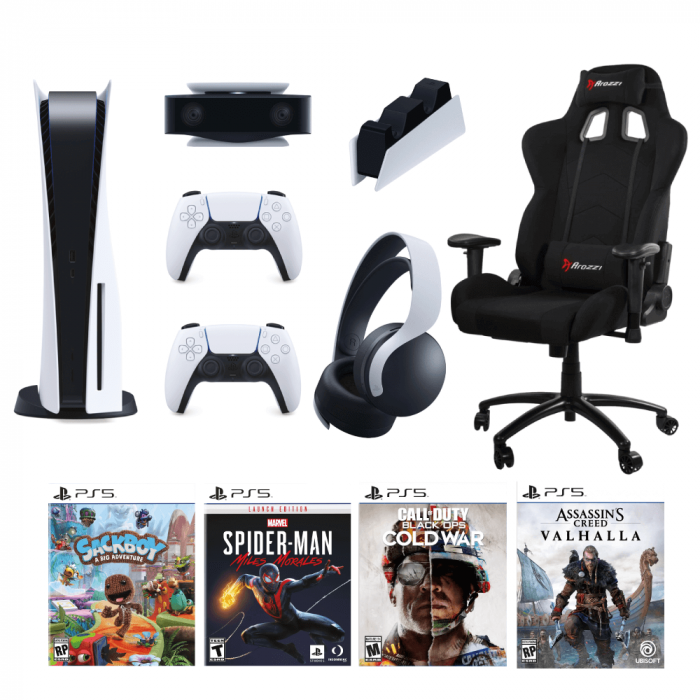 Arozzi
Arozzi
PS5
SACKBOY
A BIG ADVENTURE
RP
PS5
LAUNCH EDITION
MARVEL
SPIDER-MAN
MILES MORALES
T
PS5
CALL OF DUTY
BLACK OPS
COLD WAR
M
PS5
ASSASSIN'S
CREED
VALHALLA
RP
UBISOFT